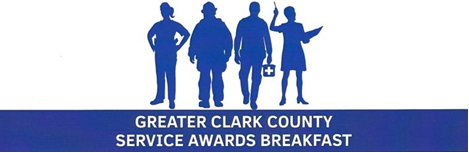 GREATER CLARK COUNTY
SERVICE AWARDS BREAKFAST